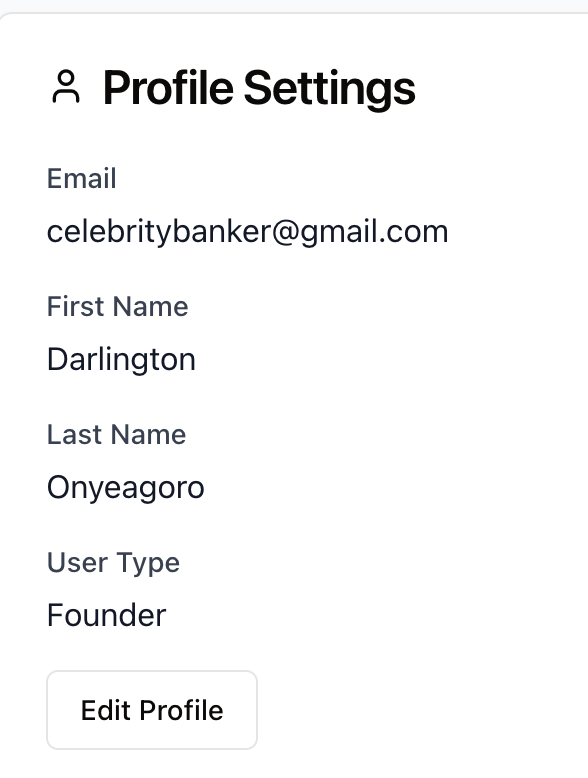 Profile Settings
Email
celebritybanker@gmail.com
First Name
Darlington
Last Name
Onyeagoro
User Type
Founder
Edit Profile